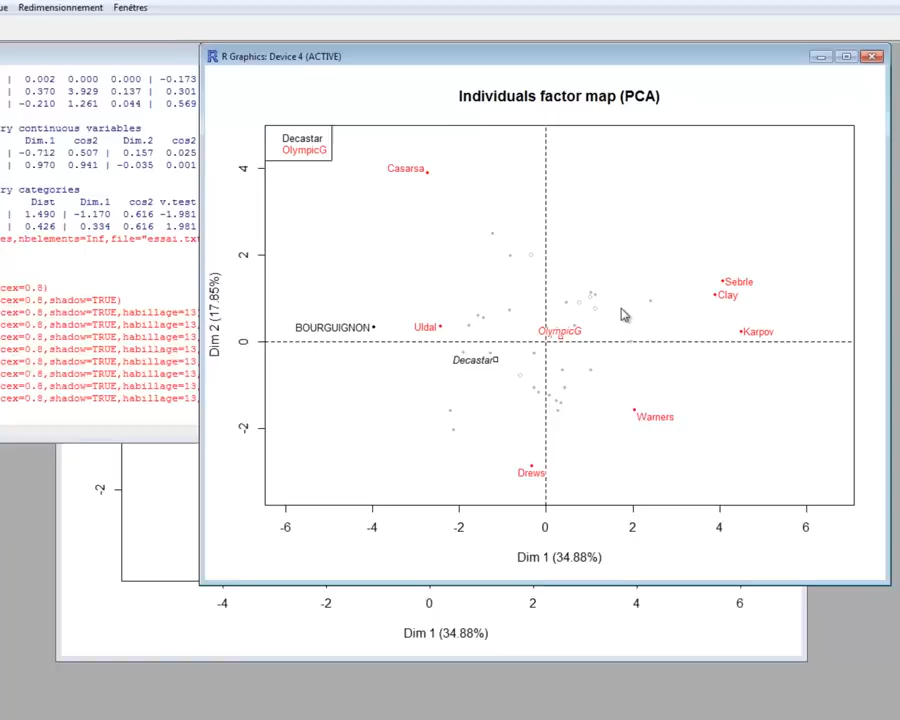 ue Redimensionnement Fenêtres
R Graphics: Device 4 (ACTIVE)
| 0.002 0.000 0.000 | -0.173
| 0.370 3.929 0.137 | 0.301
| -0.210 1.261 0.044 | 0.569
ry continuous variables
Dim.1 cos2 Dim.2 cos2
| -0.712 0.507 | 0.157 0.025
| 0.970 0.941 | -0.035 0.001
ry categories
Dist Dim.1 cos2 v.test
| 1.490 | -1.170 0.616 -1.981
| 0.426 | 0.334 0.616 1.981
es,nbelements=Inf,file="essai.txt
cex=0.8)
cex=0.8,shadow=TRUE)
cex=0.8,shadow=TRUE,habillage=13)
cex=0.8,shadow=TRUE,habillage=13,
cex=0.8,shadow=TRUE,habillage=13,
cex=0.8,shadow=TRUE,habillage=13,
cex=0.8,shadow=TRUE,habillage=13,
cex=0.8,shadow=TRUE,habillage=13,
cex=0.8,shadow=TRUE,habillage=13,
cex=0.8,shadow=TRUE,habillage=13,
Individuals factor map (PCA)
Decastar
OlympicG
Casarsa
Sebrle
Clay
BOURGUIGNON
Uldal
OlympicG
Karpov
Decastar
Warners
Drews
Dim 2 (17.85%)
4
2
0
-2
-6 -4 -2 0 2 4 6
Dim 1 (34.88%)
-2
-4 -2 0 2 4 6
Dim 1 (34.88%)